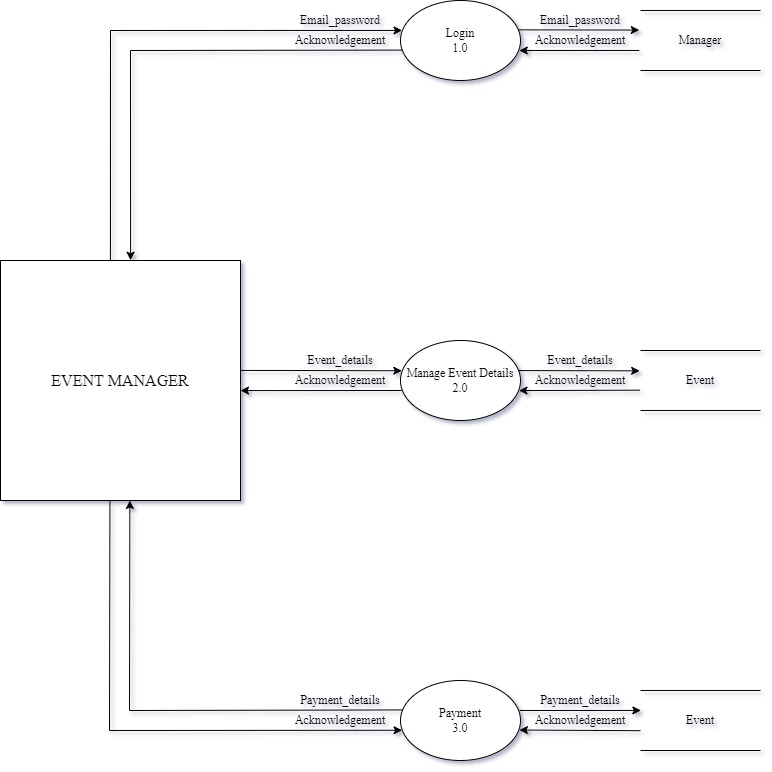 Email_password
Email_password
Acknowledgement
Acknowledgement
Login
1.0
Manager
EVENT MANAGER
Event_details
Event_details
Acknowledgement
Acknowledgement
Manage Event Details
2.0
Event
Payment_details
Payment_details
Acknowledgement
Acknowledgement
Payment
3.0
Event